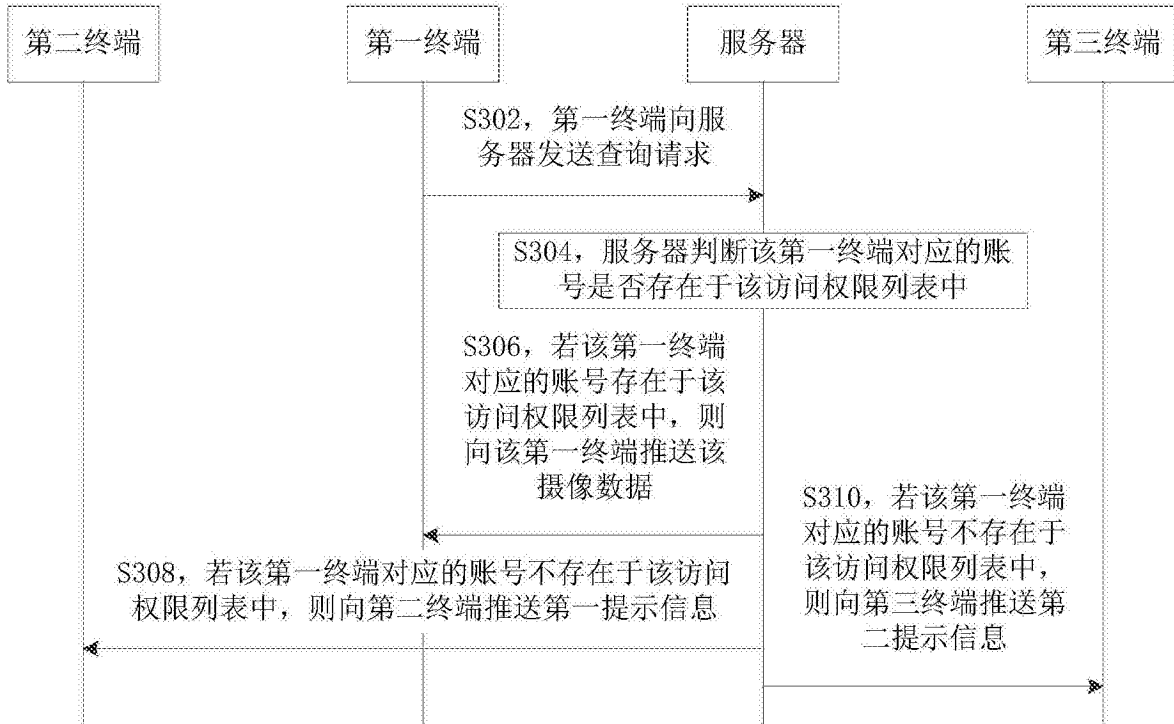 第二终端
第一终端
服务器
第三终端
S302，第一终端向服
务器发送查询请求
S304，服务器判断该第一终端对应的账
号是否存在于该访问权限列表中
S306，若该第一终端
对应的账号存在于该
访问权限列表中，则
向该第一终端推送该
摄像数据
S310，若该第一终端
对应的账号不存在于
该访问权限列表中，
则向第三终端推送第
二提示信息
S308，若该第一终端对应的账号不存在于该访问
权限列表中，则向第二终端推送第一提示信息